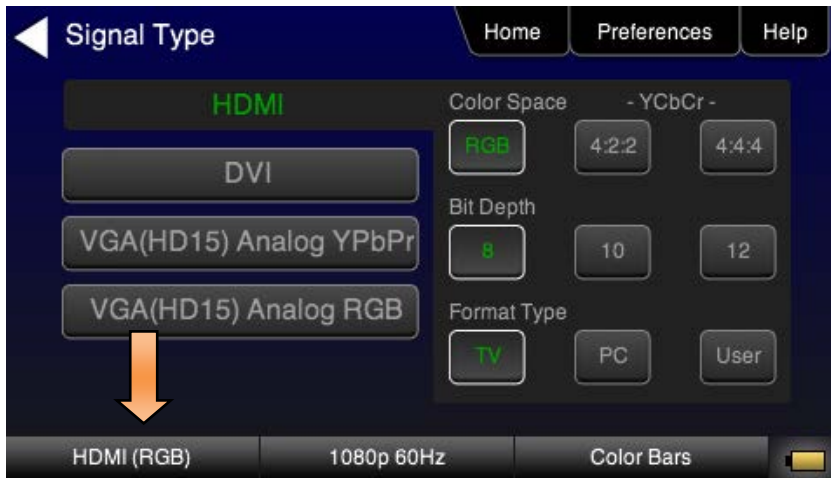 Signal Type
Home
Preferences
Help
HDMI
DVI
VGA(HD15) Analog YPbPr
VGA(HD15) Analog RGB
Color Space
- YCbCr -
RGB
4:2:2
4:4:4
Bit Depth
8
10
12
Format Type
TV
PC
User
HDMI (RGB)
1080p 60Hz
Color Bars